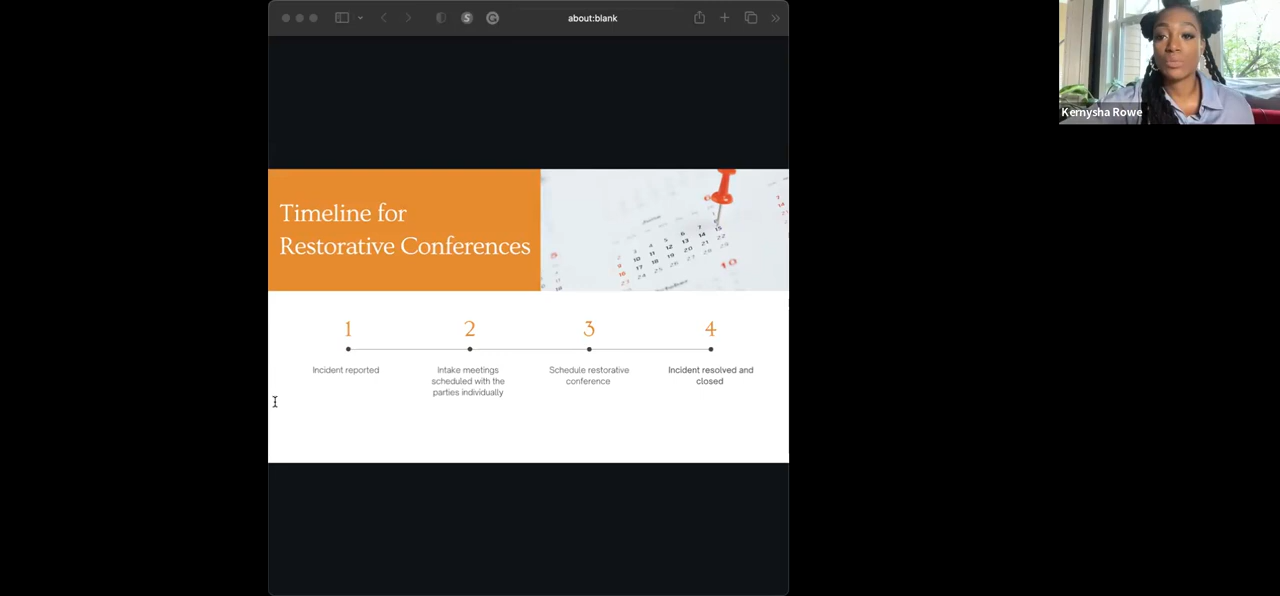 about:blank
Kemysha Rowe
Timeline for
Restorative Conferences
1
2
3
4
Incident reported
Intake meetings
scheduled with the
parties individually
Schedule restorative
conference
Incident resolved and
closed